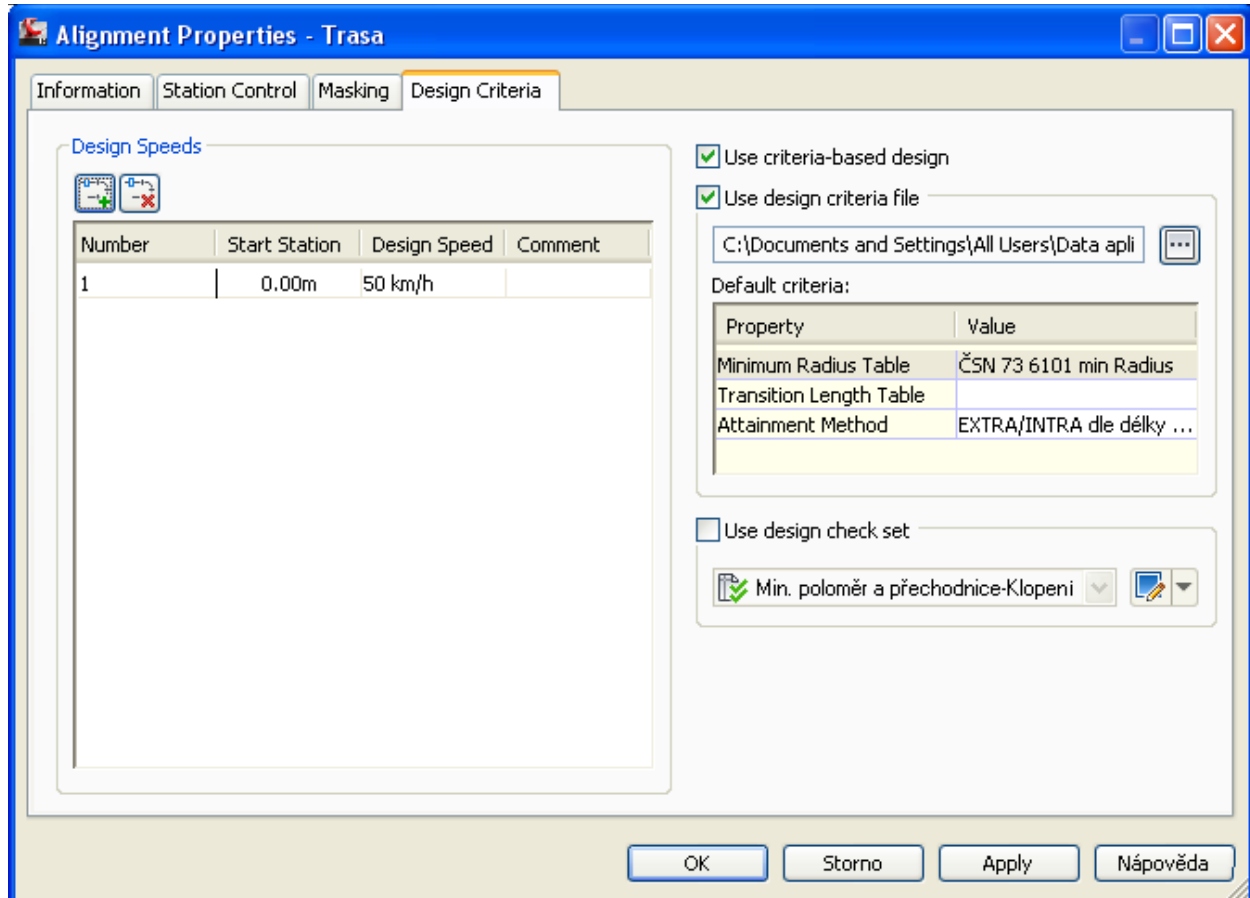 Alignment Properties - Trasa
Information Station Control Masking Design Criteria
Design Speeds
Number Start Station Design Speed Comment
1 0.00m 50 km/h
Use criteria-based design
Use design criteria file
C:\Documents and Settings\All Users\Data apli
...
Default criteria:
Property Value
Minimum Radius Table ČSN 73 6101 min Radius
Transition Length Table
Attainment Method EXTRA/INTRA dle délky ...
Use design check set
Min. poloměr a přechodnice-Klopeni
OK Storno Apply Nápověda